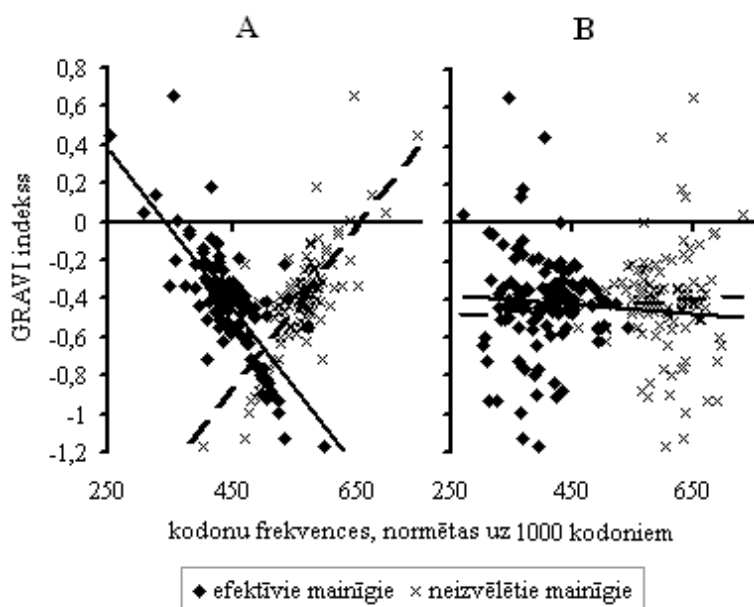 A
B
0,8
0,6
0,4
0,2
0
-0,2
-0,4
-0,6
-0,8
-1
-1,2
GRAVI indekss
250 450 650 250 450 650
kodonu frekvences, normētas uz 1000 kodoniem
efektīvie mainīgie neizvēlētie mainīgie